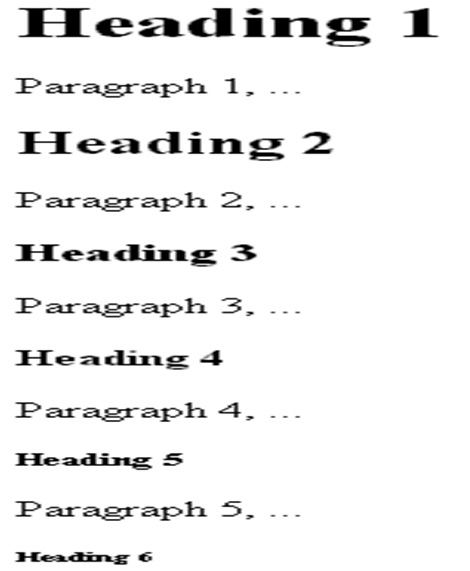 Heading 1
Paragraph 1, ...
Heading 2
Paragraph 2, ...
Heading 3
Paragraph 3, ...
Heading 4
Paragraph 4, ...
Heading 5
Paragraph 5, ...
Heading 6